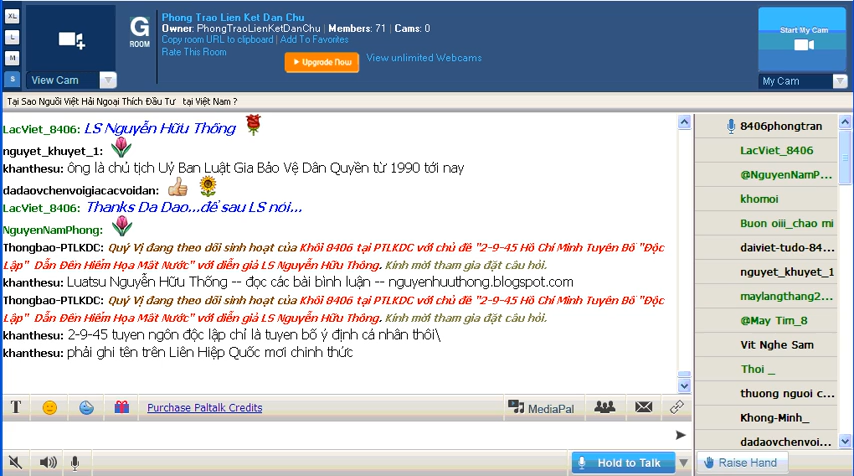 XL
L
M
S
View Cam
G
ROOM
Phong Trao Lien Ket Dan Chu
Owner: PhongTraoLienKetDanChu | Members: 71 | Cams: 0
Copy room URL to clipboard | Add To Favorites
Rate This Room
Upgrade Now
View unlimited Webcams
Start My Cam
My Cam
Tại Sao Nguồi Việt Hải Ngoại Thích Đầu Tư tại Việt Nam ?
LacViet_8406: LS Nguyễn Hữu Thống
nguyet_khuyet_1:
khanthesu: ông là chủ tịch Uỷ Ban Luật Gia Bảo Vệ Dân Quyền từ 1990 tới nay
dadaovchenvoigiacacvoidan:
LacViet_8406: Thanks Da Dao...để sau LS nói...
NguyenNamPhong:
Thongbao-PTLKDC: Quý Vị đang theo dõi sinh hoạt của Khối 8406 tại PTLKDC với chủ đề "2-9-45 Hồ Chí Minh Tuyên Bố "Độc
Lập" Dẫn Đến Hiểm Họa Mất Nước" với diễn giả LS Nguyễn Hữu Thống. Kính mời tham gia đặt câu hỏi.
khanthesu: Luatsu Nguyễn Hữu Thống -- đọc các bài bình luận -- nguyenhuuthong.blogspot.com
Thongbao-PTLKDC: Quý Vị đang theo dõi sinh hoạt của Khối 8406 tại PTLKDC với chủ đề "2-9-45 Hồ Chí Minh Tuyên Bố "Độc
Lập" Dẫn Đến Hiểm Họa Mất Nước" với diễn giả LS Nguyễn Hữu Thống. Kính mời tham gia đặt câu hỏi.
khanthesu: 2-9-45 tuyen ngôn độc lập chỉ là tuyen bố ý định cá nhân thôi\
khanthesu: phải ghi tên trên Liên Hiệp Quốc mơi chinh thức
8406phongtran
LacViet_8406
@NguyenNamP...
khomoi
Buon oiii_chao mi
daiviet-tudo-84...
nguyet_khuyet_1
maylangthang2...
@May Tim_8
Vit Nghe Sam
Thoi _
thuong nguoi c...
Khong-Minh_
dadaovchenvoi...
T
Purchase Paltalk Credits
MediaPal
Hold to Talk
Raise Hand